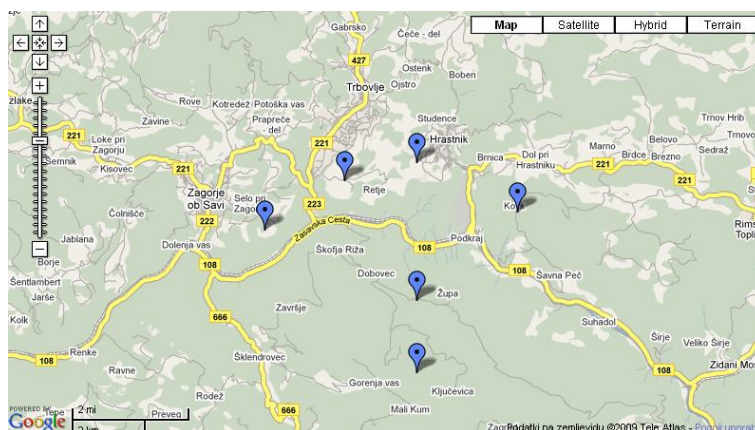 Map
Satellite
Hybrid
Terrain
Gabrsko
Čeče - del
427
Ostenk
Boben
Trbovlje
Ojstro
Kotredež
Potoška vas
Rove
Zavine
Prapreče - del
Studence
Trnov Hrib
221
Loke pri Zagorju
221
221
Hrastnik
Marno
Belovo
Semnik
Kisovec
221
Brnica
Dol pri Hrastniku
221
Brdce
Brezno
Sedraž
Retje
Zagorje ob Savi
Selo pri
223
Čolnišče
222
Zasavska Cesta
Jablana
Dolenja vas
108
Podkraj
Škofja Riža
Borje
108
Dobovec
108
Šavna Peč
Šentlambert
Jarše
Župa
Kolk
666
Završje
Suhadol
Širje
Veliko Širje
Renke
108
Šklendrovec
Ravne
Gorenja vas
Ključevica
Rodež
Mali Kum
666
POWERED BY
Google
2 mi
Preveg
Podatki na zemljevidu ©2009 Tele Atlas -